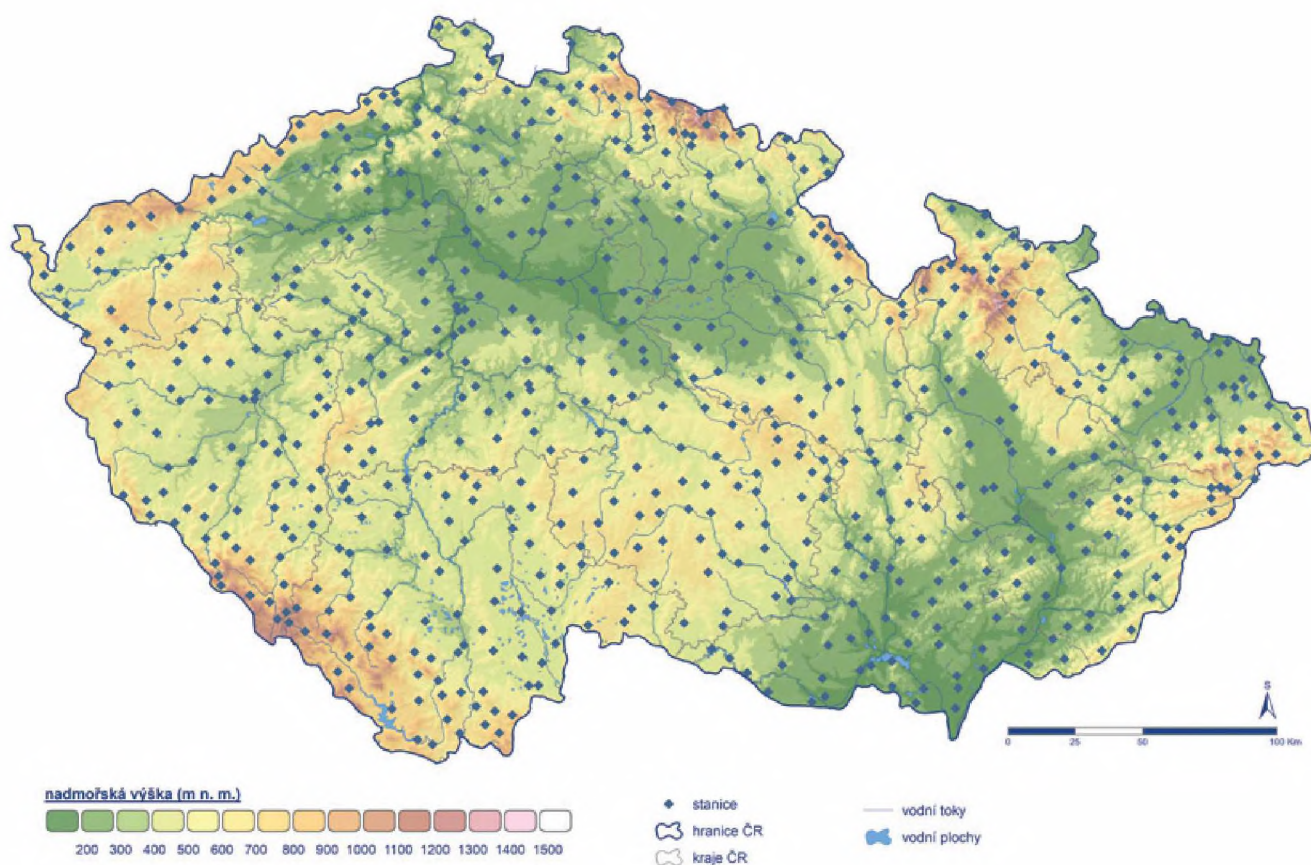 S
0 25 50 100 Km
nadmořská výška (m n. m.)
200 300 400 500 600 700 800 900 1000 1100 1200 1300 1400 1500
stanice
hranice ČR
kraje ČR
vodní toky
vodní plochy